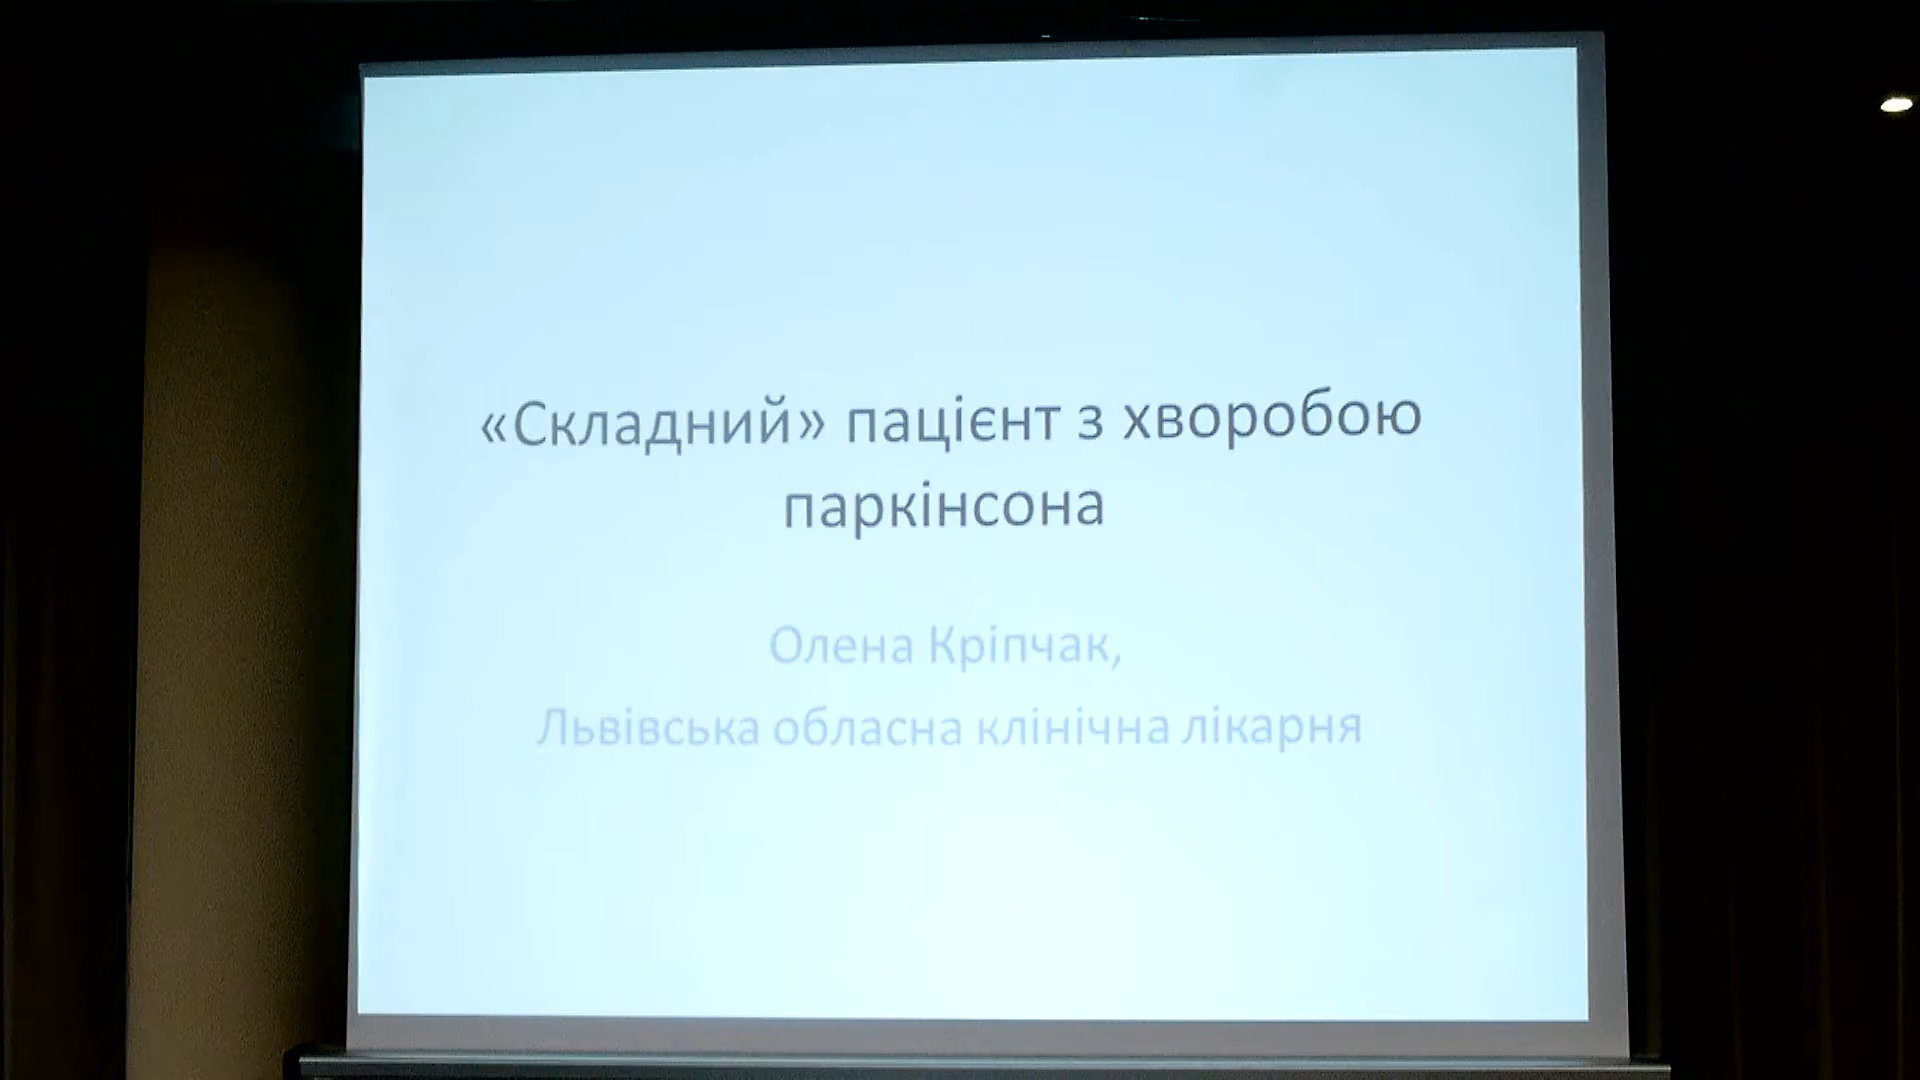 «Складний» пацієнт з хворобою
паркінсона
Олена Кріпчак,
Львівська обласна клінічна лікарня